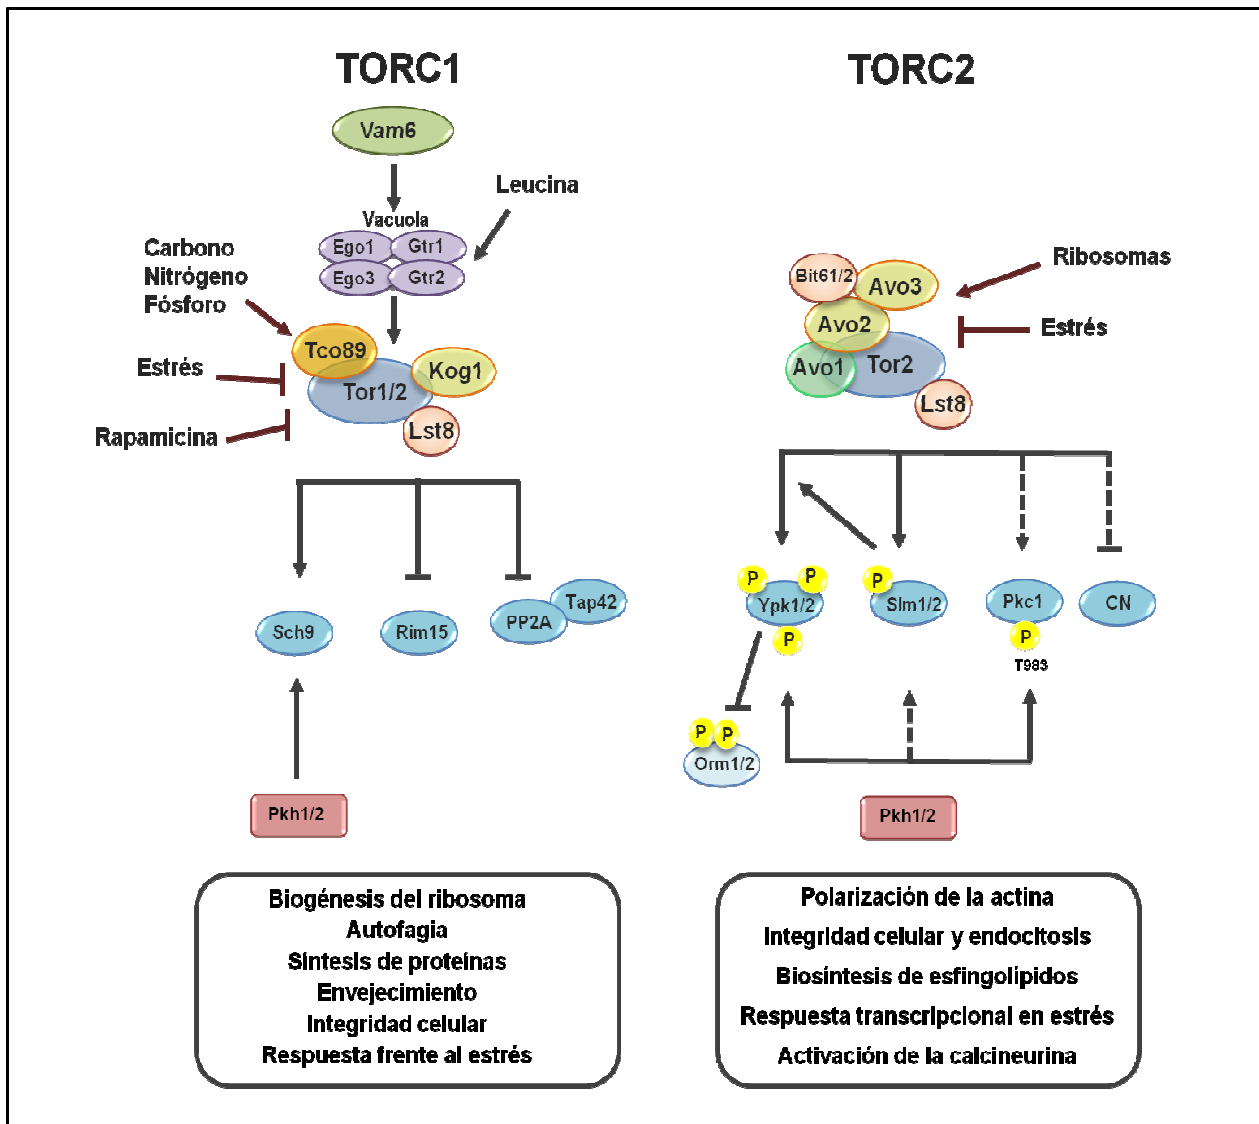 TORC1
Vam6
Leucina
Vacuola
Ego1
Gtr1
Ego3
Gtr2
Carbono
Nitrógeno
Fósforo
Tco89
Estrés
Tor1/2
Kog1
Rapamicina
Lst8
Sch9
Rim15
PP2A
Tap42
Pkh1/2
Biogénesis del ribosoma
Autofagia
Síntesis de proteínas
Envejecimiento
Integridad celular
Respuesta frente al estrés
TORC2
Bit61/2
Avo3
Ribosomas
Avo2
Estrés
Avo1
Tor2
Lst8
P
P
Ypk1/2
P
P
Slm1/2
Pkc1
P
T983
CN
P
P
Orm1/2
Pkh1/2
Polarización de la actina
Integridad celular y endocitosis
Biosíntesis de esfingolípidos
Respuesta transcripcional en estrés
Activación de la calcineurina